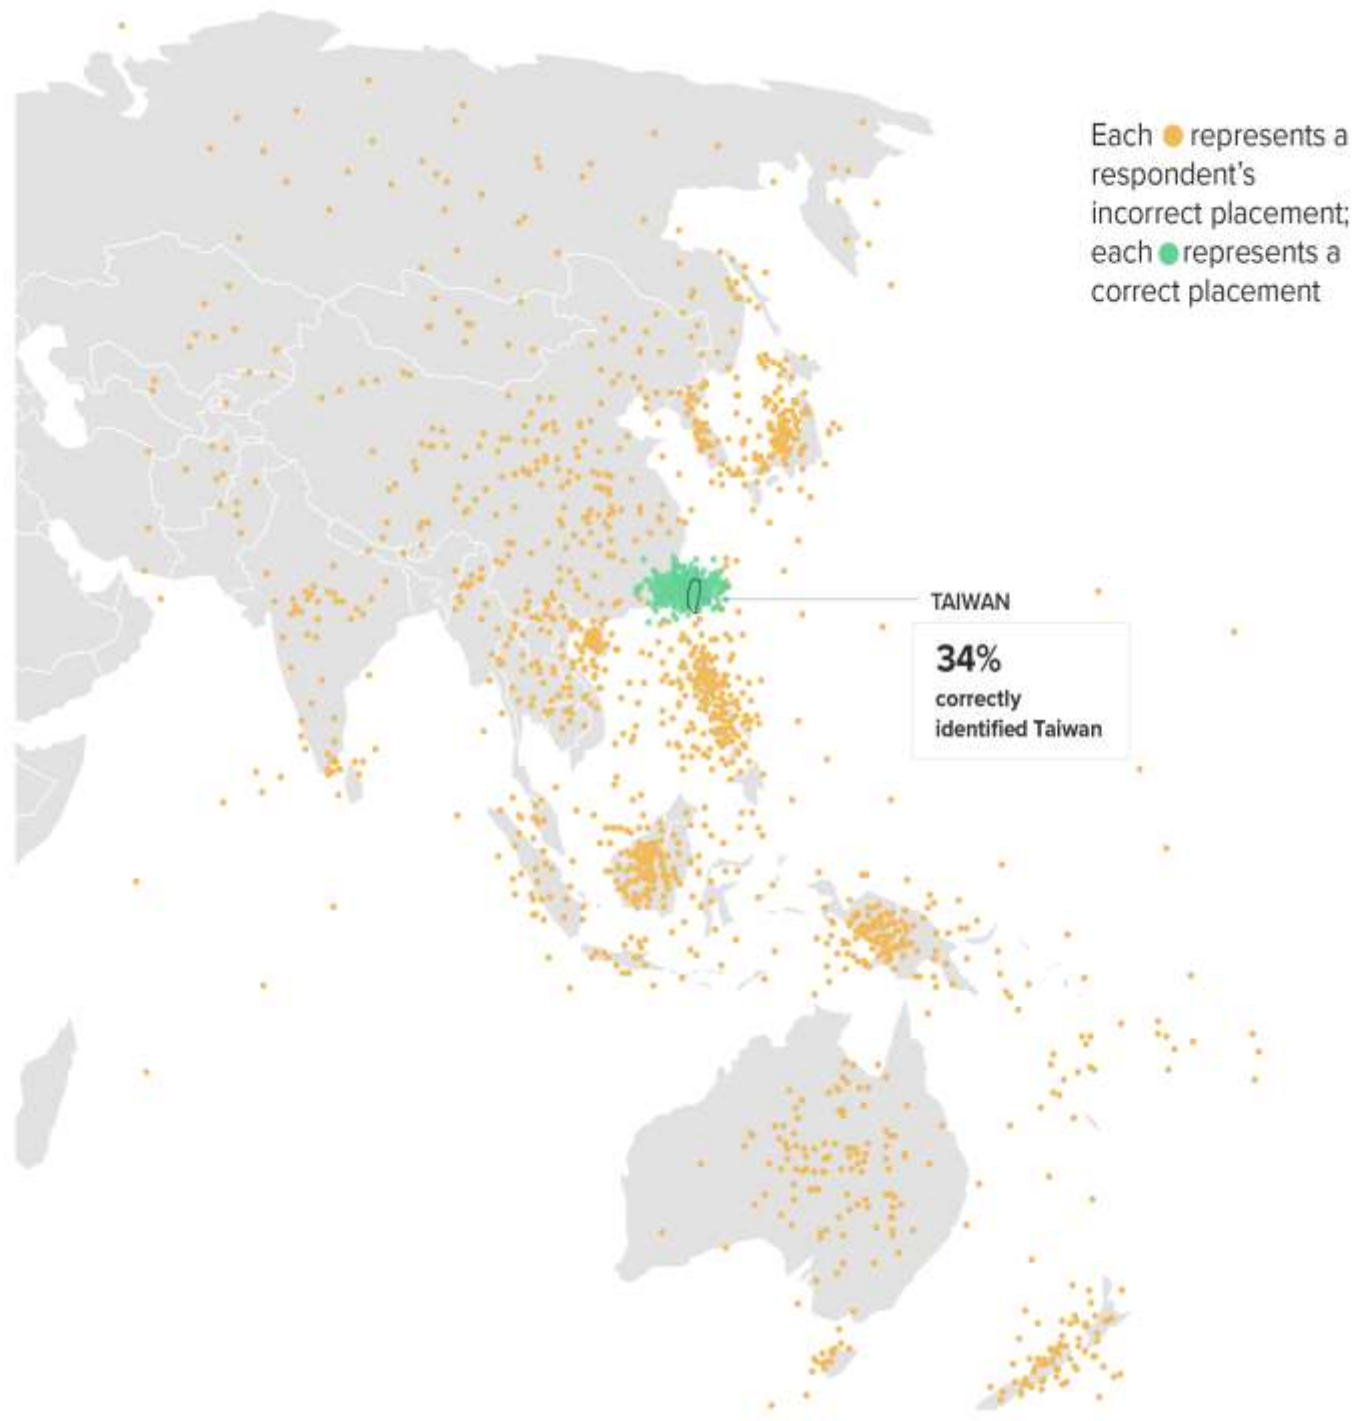 Each represents a
respondent's
incorrect placement;
each represents a
correct placement
TAIWAN
34%
correctly
identified Taiwan